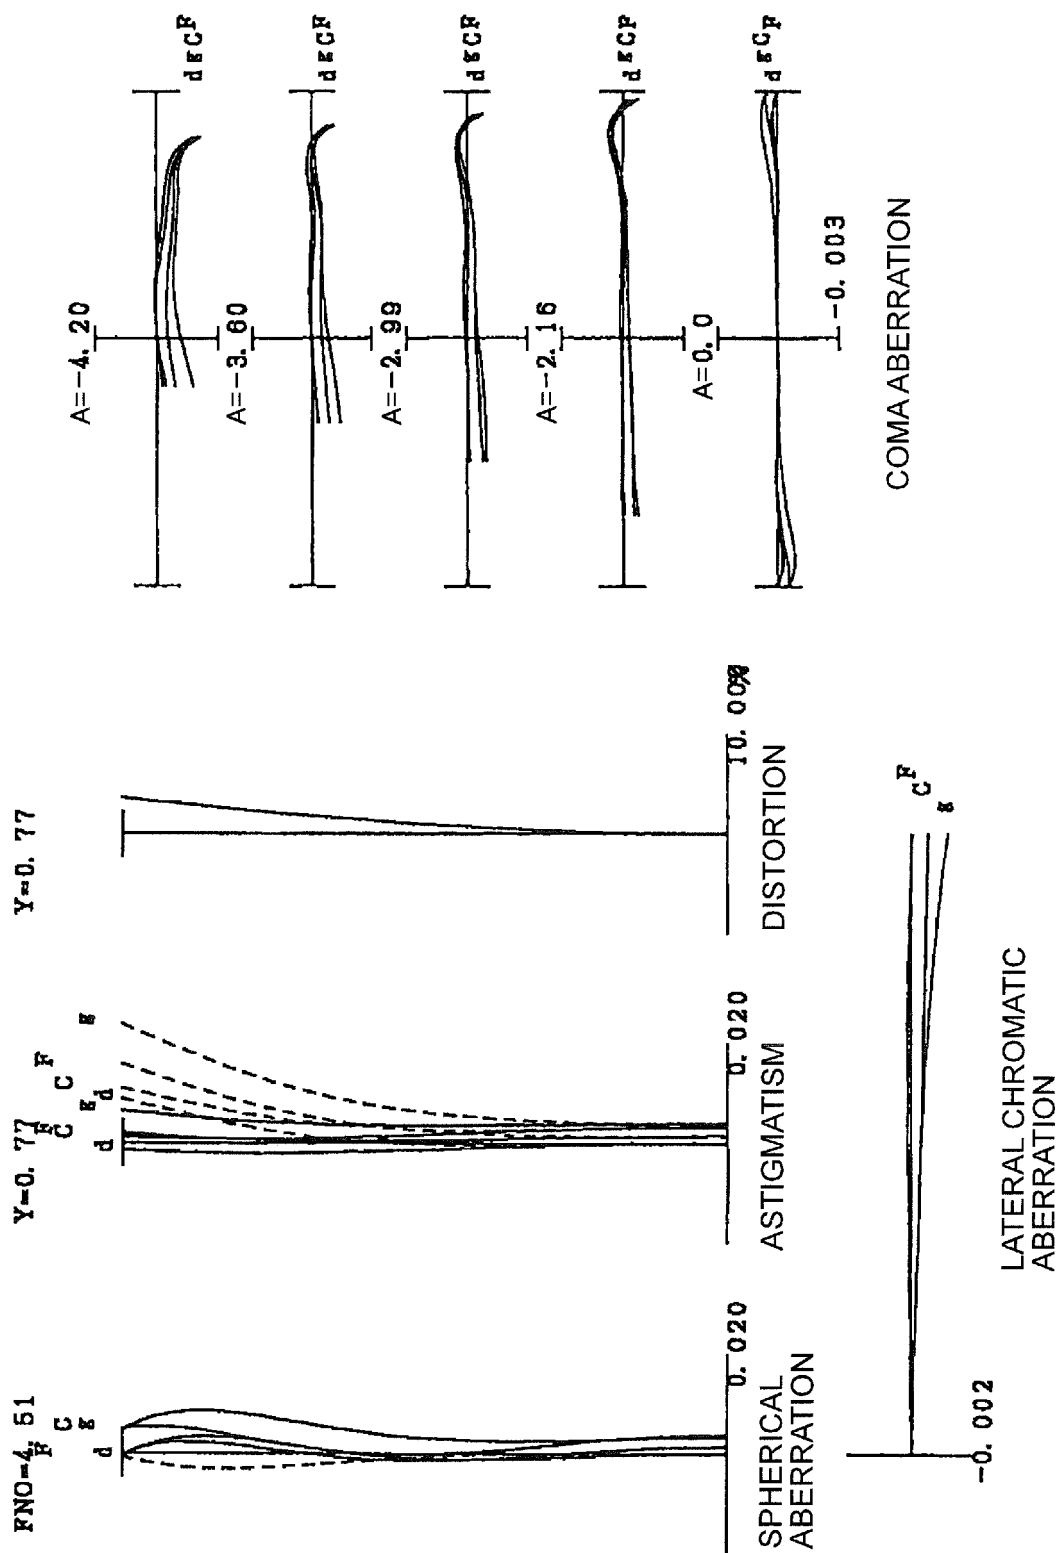 FNO=4.51
F
C
g
d
0.020
SPHERICAL
ABERRATION
Y=0.77
F
C
g
d
g
F
C
d
0.020
ASTIGMATISM
Y=0.77
10.00%
DISTORTION
A=-4.20
d g C F
A=-3.60
d g C F
A=-2.99
d g C F
A=-2.16
d g C F
A=0.0
d g C F
-0.003
COMA ABERRATION
C F
g
-0.002
LATERAL CHROMATIC
ABERRATION